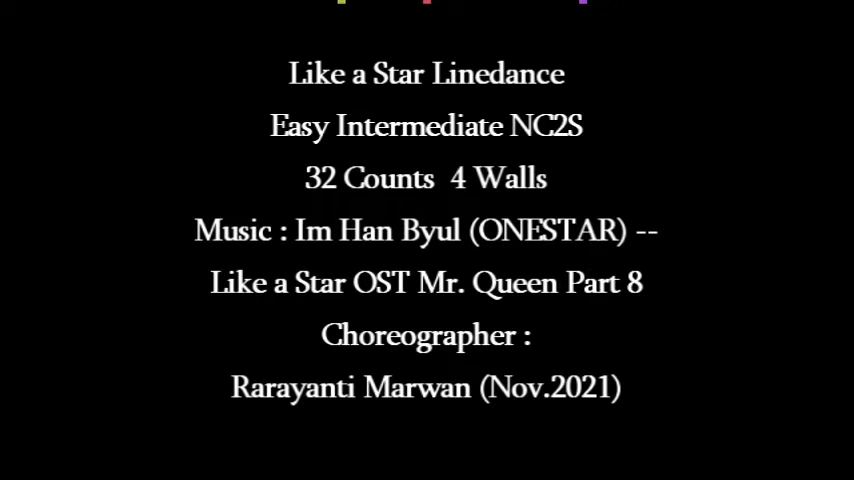 Like a Star Linedance
Easy Intermediate NC2S
32 Counts  4 Walls
Music : Im Han Byul (ONESTAR) --
Like a Star OST Mr. Queen Part 8
Choreographer :
Rarayanti Marwan (Nov.2021)